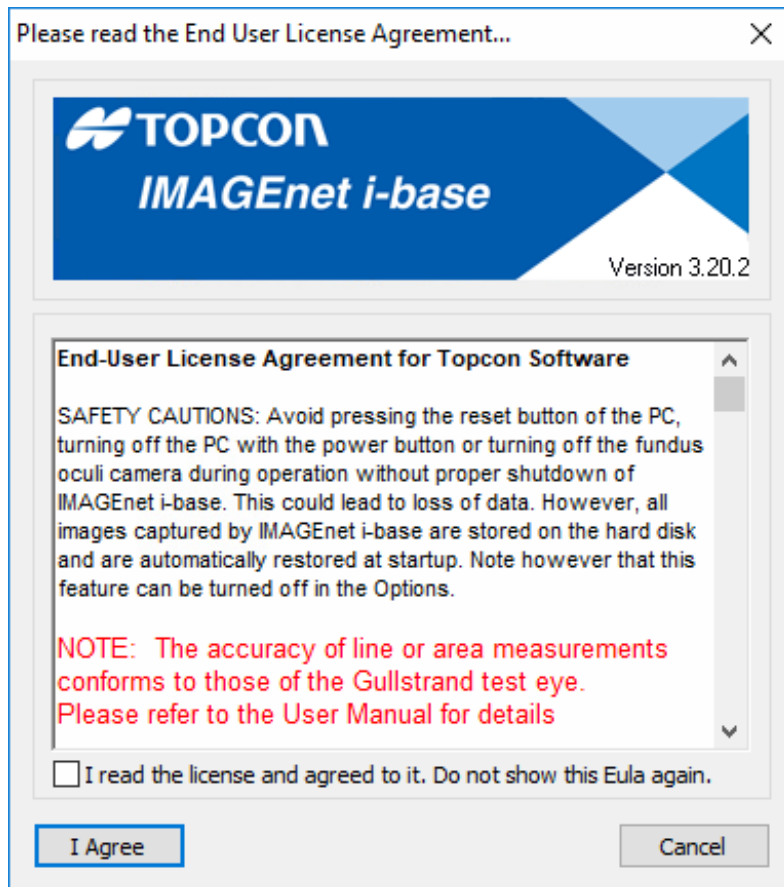 Please read the End User License Agreement...
TOPCON
IMAGEnet i-base
Version 3.20.2
End-User License Agreement for Topcon Software
SAFETY CAUTIONS: Avoid pressing the reset button of the PC,
turning off the PC with the power button or turning off the fundus
oculi camera during operation without proper shutdown of
IMAGEnet i-base. This could lead to loss of data. However, all
images captured by IMAGEnet i-base are stored on the hard disk
and are automatically restored at startup. Note however that this
feature can be turned off in the Options.
NOTE: The accuracy of line or area measurements
conforms to those of the Gullstrand test eye.
Please refer to the User Manual for details
I read the license and agreed to it. Do not show this Eula again.
I Agree
Cancel